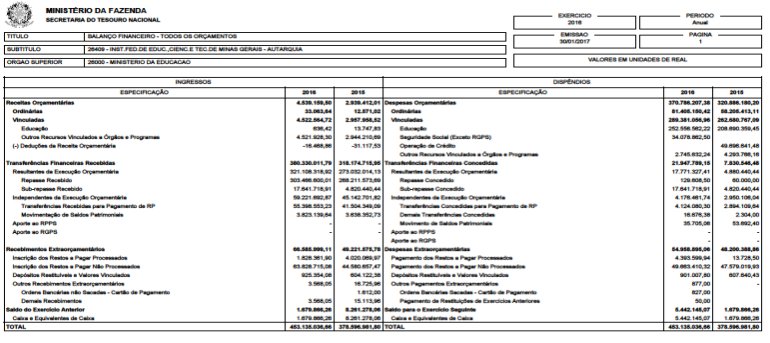 MINISTÉRIO DA FAZENDA
SECRETARIA DO TESOURO NACIONAL
EXERCICIO PERIODO
2016 Anual
EMISSAO PAGINA
30/01/2017 1
VALORES EM UNIDADES DE REAL
TITULO BALANÇO FINANCEIRO - TODOS OS ORÇAMENTOS
SUBTITULO 26409 - INST.FED.DE EDUC.,CIENC.E TEC.DE MINAS GERAIS - AUTARQUIA
ORGAO SUPERIOR 26000 - MINISTERIO DA EDUCACAO
INGRESSOS DISPÊNDIOS
ESPECIFICAÇÃO 2016 2015 ESPECIFICAÇÃO 2016 2015
Receitas Orçamentárias 4.539.159,50 2.939.412,01 Despesas Orçamentárias 370.786.207,38 320.886.180,20
Ordinárias 33.063,64 12.571,02 Ordinárias 81.405.150,42 58.205.413,11
Vinculadas 4.522.564,72 2.957.958,52 Vinculadas 289.381.056,96 262.680.767,09
Educação 636,42 13.747,83 Educação 252.556.562,22 208.690.359,45
Outros Recursos Vinculados a Órgãos e Programas 4.521.928,30 2.944.210,69 Seguridade Social (Exceto RGPS) 34.078.862,50
(-) Deduções da Receita Orçamentária -16.468,86 -31.117,53 Operação de Crédito 49.696.641,48
Outros Recursos Vinculados a Órgãos e Programas 2.745.632,24 4.293.766,16
Transferências Financeiras Recebidas 380.330.011,79 318.174.715,95 Transferências Financeiras Concedidas 21.947.789,15 7.830.548,48
Resultantes da Execução Orçamentária 321.108.318,92 273.032.014,13 Resultantes da Execução Orçamentária 17.771.327,41 4.880.440,44
Repasse Recebido 303.466.600,01 268.211.573,69 Repasse Concedido 129.608,50 60.000,00
Sub-repasse Recebido 17.641.718,91 4.820.440,44 Sub-repasse Concedido 17.641.718,91 4.820.440,44
Independentes da Execução Orçamentária 59.221.692,87 45.142.701,82 Independentes da Execução Orçamentária 4.176.461,74 2.950.108,04
Transferências Recebidas para Pagamento de RP 55.398.553,23 41.504.349,09 Transferências Concedidas para Pagamento de RP 4.124.080,30 2.894.109,64
Movimentação de Saldos Patrimoniais 3.823.139,64 3.638.352,73 Demais Transferências Concedidas 16.676,38 2.304,00
Aporte ao RPPS - - Movimento de Saldos Patrimoniais 35.705,06 53.692,40
Aporte ao RGPS - - Aporte ao RPPS - -
Aporte ao RGPS - -
Recebimentos Extraorçamentários 66.585.999,11 49.221.575,78 Despesas Extraorçamentárias 54.958.895,06 48.200.388,86
Inscrição dos Restos a Pagar Processados 1.828.361,90 4.020.069,97 Pagamento dos Restos a Pagar Processados 4.393.599,94 13.728,50
Inscrição dos Restos a Pagar Não Processados 63.828.715,08 44.580.657,47 Pagamento dos Restos a Pagar Não Processados 49.663.410,32 47.579.019,93
Depósitos Restituíveis e Valores Vinculados 925.354,08 604.122,38 Depósitos Restituíveis e Valores Vinculados 901.007,80 607.640,43
Outros Recebimentos Extraorçamentários 3.568,05 16.725,96 Outros Pagamentos Extraorçamentários 877,00 -
Ordens Bancárias não Sacadas - Cartão de Pagamento 1.612,00 Ordens Bancárias Sacadas - Cartão de Pagamento 827,00
Demais Recebimentos 3.568,05 15.113,96 Pagamento de Restituições de Exercícios Anteriores 50,00
Saldo do Exercício Anterior 1.679.866,26 8.261.278,06 Saldo para o Exercício Seguinte 5.442.145,07 1.679.866,26
Caixa e Equivalentes de Caixa 1.679.866,26 8.261.278,06 Caixa e Equivalentes de Caixa 5.442.145,07 1.679.866,26
TOTAL 453.135.036,66 378.596.981,80 TOTAL 453.135.036,66 378.596.981,80